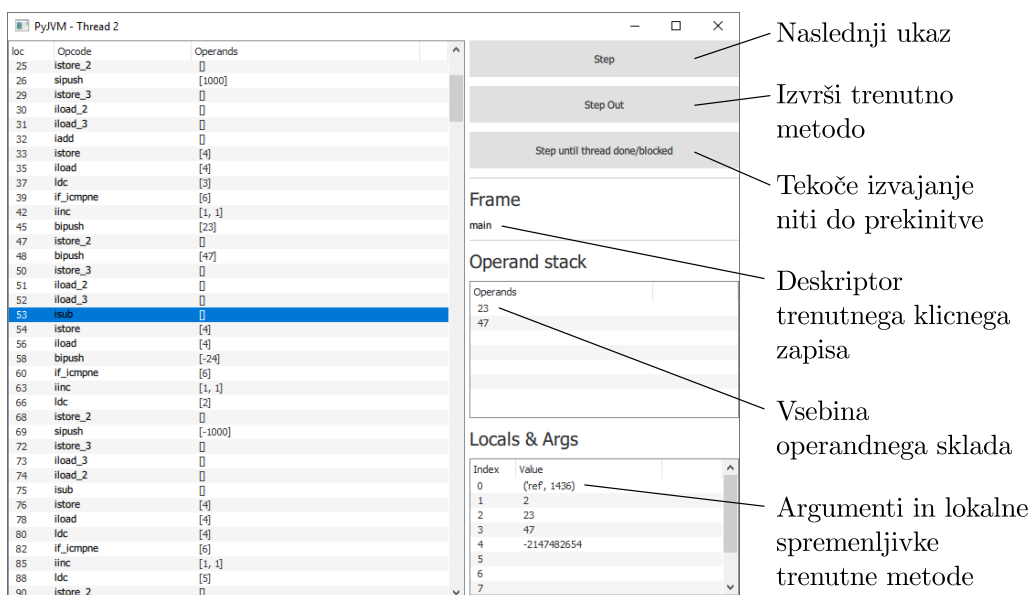 PyJVM - Thread 2
loc Opcode Operands
25 istore_2 []
26 sipush [1000]
29 istore_3 []
30 iload_2 []
31 iload_3 []
32 iadd []
33 istore [4]
35 iload [4]
37 ldc [3]
39 if_icmpne [6]
42 iinc [1, 1]
45 bipush [23]
47 istore_2 []
48 bipush [47]
50 istore_3 []
51 iload_2 []
52 iload_3 []
53 isub []
54 istore [4]
56 iload [4]
58 bipush [-24]
60 if_icmpne [6]
63 iinc [1, 1]
66 ldc [2]
68 istore_2 []
69 sipush [-1000]
72 istore_3 []
73 iload_3 []
74 iload_2 []
75 isub []
76 istore [4]
78 iload [4]
80 ldc [4]
82 if_icmpne [6]
85 iinc [1, 1]
88 ldc [5]
90 istore_2 []
Step
Step Out
Step until thread done/blocked
Frame
main
Operand stack
Operands
23
47
Locals & Args
Index Value
0 ('ref', 1436)
1 2
2 23
3 47
4 -2147482654
5
6
7
Naslednji ukaz
Izvrši trenutno
metodo
Tekoče izvajanje
niti do prekinitve
Deskriptor
trenutnega klicnega
zapisa
Vsebina
operandnega sklada
Argumenti in lokalne
spremenljivke
trenutne metode